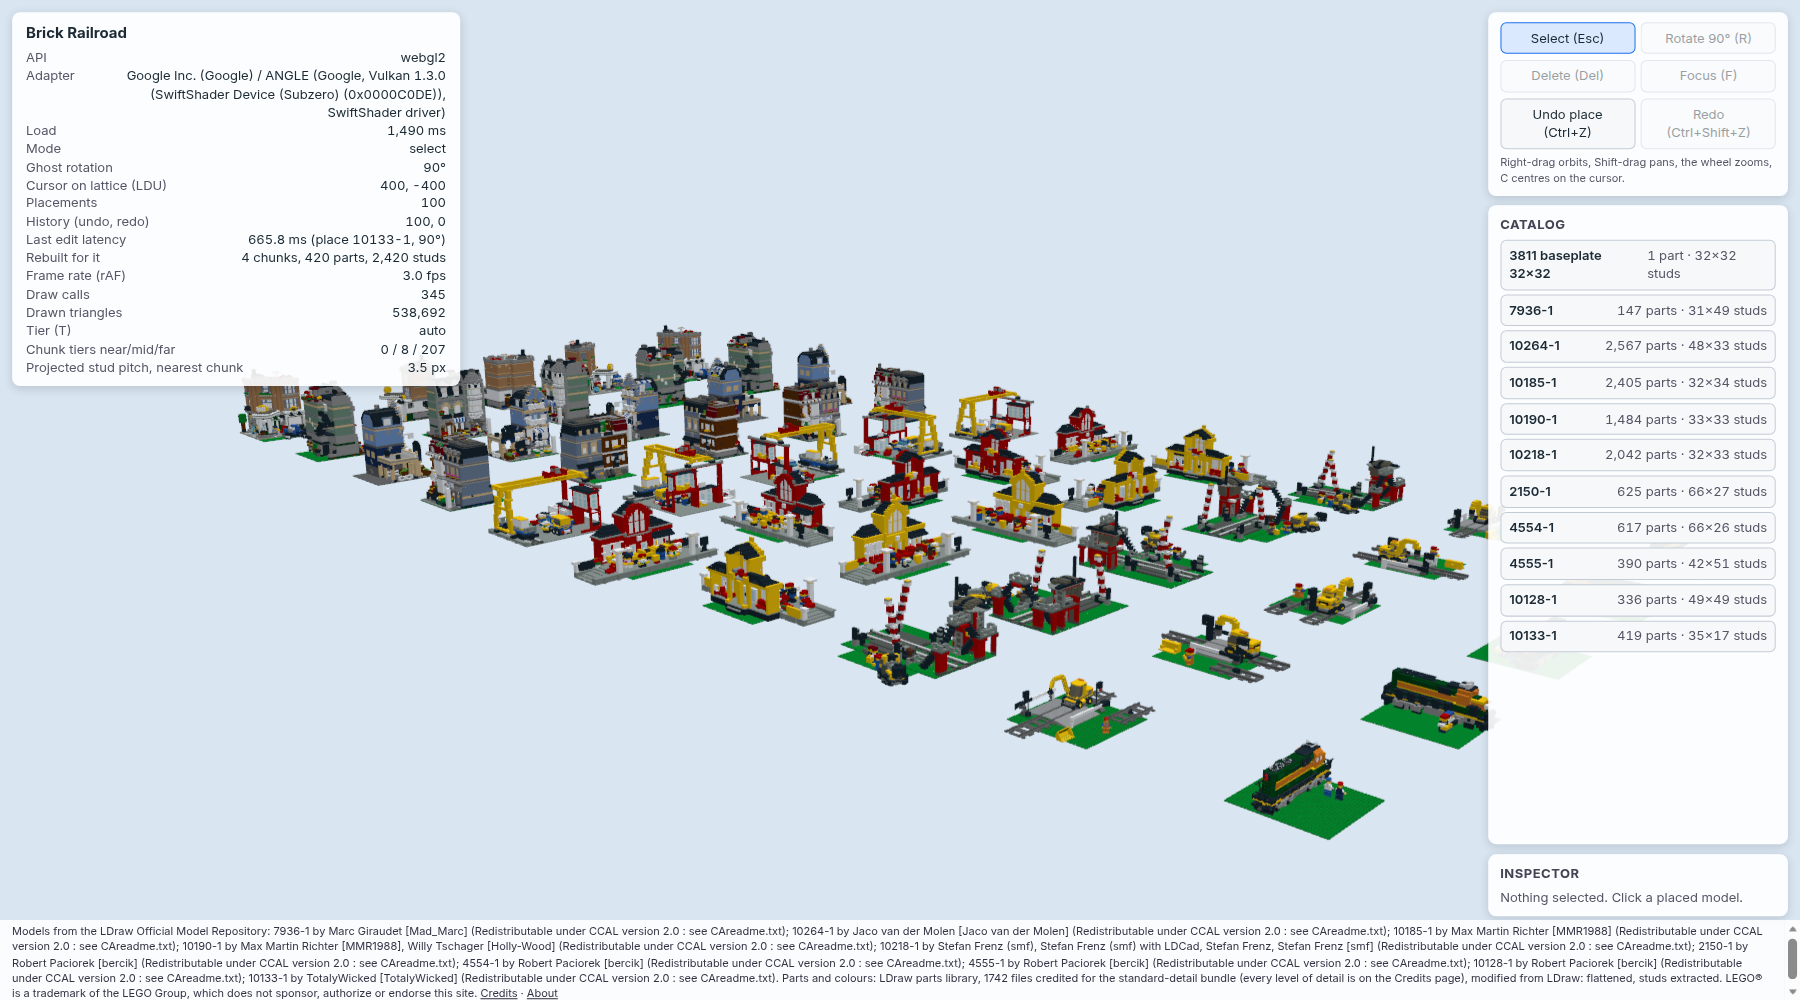 Brick Railroad
API webgl2
Adapter Google Inc. (Google) / ANGLE (Google, Vulkan 1.3.0
(SwiftShader Device (Subzero) (0x0000C0DE)),
SwiftShader driver)
Load 1,490 ms
Mode select
Ghost rotation 90°
Cursor on lattice (LDU) 400, -400
Placements 100
History (undo, redo) 100, 0
Last edit latency 665.8 ms (place 10133-1, 90°)
Rebuilt for it 4 chunks, 420 parts, 2,420 studs
Frame rate (rAF) 3.0 fps
Draw calls 345
Drawn triangles 538,692
Tier (T) auto
Chunk tiers near/mid/far 0 / 8 / 207
Projected stud pitch, nearest chunk 3.5 px
Select (Esc) Rotate 90° (R)
Delete (Del) Focus (F)
Undo place
(Ctrl+Z)
Redo
(Ctrl+Shift+Z)
Right-drag orbits, Shift-drag pans, the wheel zooms,
C centres on the cursor.
CATALOG
3811 baseplate
32×32
1 part · 32×32
studs
7936-1 147 parts · 31×49 studs
10264-1 2,567 parts · 48×33 studs
10185-1 2,405 parts · 32×34 studs
10190-1 1,484 parts · 33×33 studs
10218-1 2,042 parts · 32×33 studs
2150-1 625 parts · 66×27 studs
4554-1 617 parts · 66×26 studs
4555-1 390 parts · 42×51 studs
10128-1 336 parts · 49×49 studs
10133-1 419 parts · 35×17 studs
INSPECTOR
Nothing selected. Click a placed model.
Models from the LDraw Official Model Repository: 7936-1 by Marc Giraudet [Mad_Marc] (Redistributable under CCAL version 2.0 : see CAreadme.txt); 10264-1 by Jaco van der Molen [Jaco van der Molen] (Redistributable under CCAL version 2.0 : see CAreadme.txt); 10185-1 by Max Martin Richter [MMR1988] (Redistributable under CCAL
version 2.0 : see CAreadme.txt); 10190-1 by Max Martin Richter [MMR1988], Willy Tschager [Holly-Wood] (Redistributable under CCAL version 2.0 : see CAreadme.txt); 10218-1 by Stefan Frenz (smf), Stefan Frenz (smf) with LDCad, Stefan Frenz, Stefan Frenz [smf] (Redistributable under CCAL version 2.0 : see CAreadme.txt); 2150-1 by
Robert Paciorek [bercik] (Redistributable under CCAL version 2.0 : see CAreadme.txt); 4554-1 by Robert Paciorek [bercik] (Redistributable under CCAL version 2.0 : see CAreadme.txt); 4555-1 by Robert Paciorek [bercik] (Redistributable under CCAL version 2.0 : see CAreadme.txt); 10128-1 by Robert Paciorek [bercik] (Redistributable
under CCAL version 2.0 : see CAreadme.txt); 10133-1 by TotalyWicked [TotalyWicked] (Redistributable under CCAL version 2.0 : see CAreadme.txt). Parts and colours: LDraw parts library, 1742 files credited for the standard-detail bundle (every level of detail is on the Credits page), modified from LDraw: flattened, studs extracted. LEGO®
is a trademark of the LEGO Group, which does not sponsor, authorize or endorse this site. Credits · About